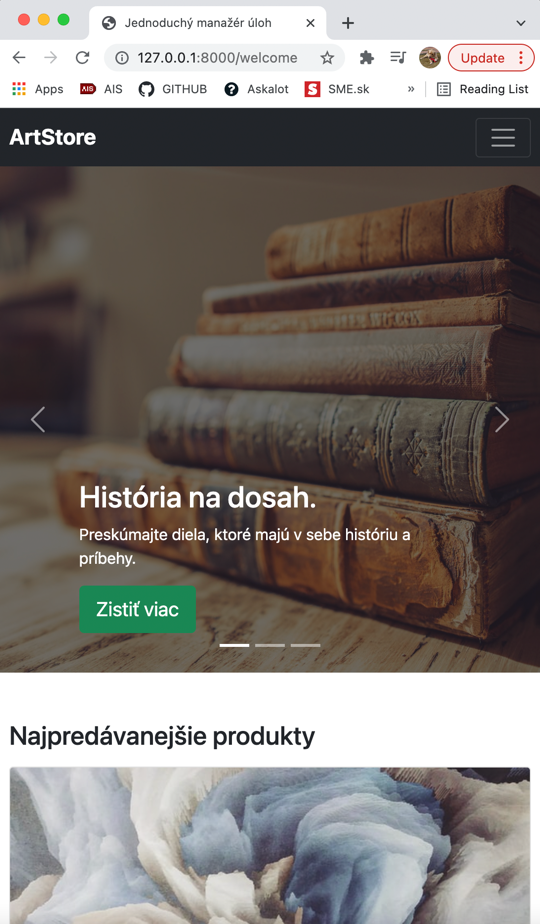 Jednoduchý manažér úloh
127.0.0.1:8000/welcome
Update
Apps AIS AIS GITHUB ? Askalot S SME.sk » Reading List
ArtStore
História na dosah.
Preskúmajte diela, ktoré majú v sebe históriu a
príbehy.
Zistiť viac
Najpredávanejšie produkty